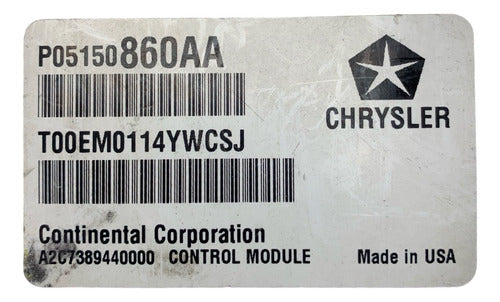 P05150860AA
CHRYSLER
T00EM0114YWCSJ
Continental Corporation
A2C7389440000 CONTROL MODULE Made in USA